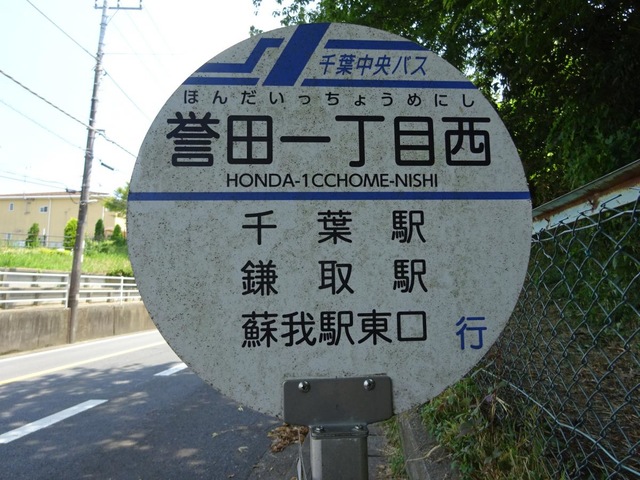 千葉中央バス
ほんだいっちょうめにし
誉田一丁目西
HONDA-1CCHOME-NISHI
千葉駅
鎌取駅
蘇我駅東口 行